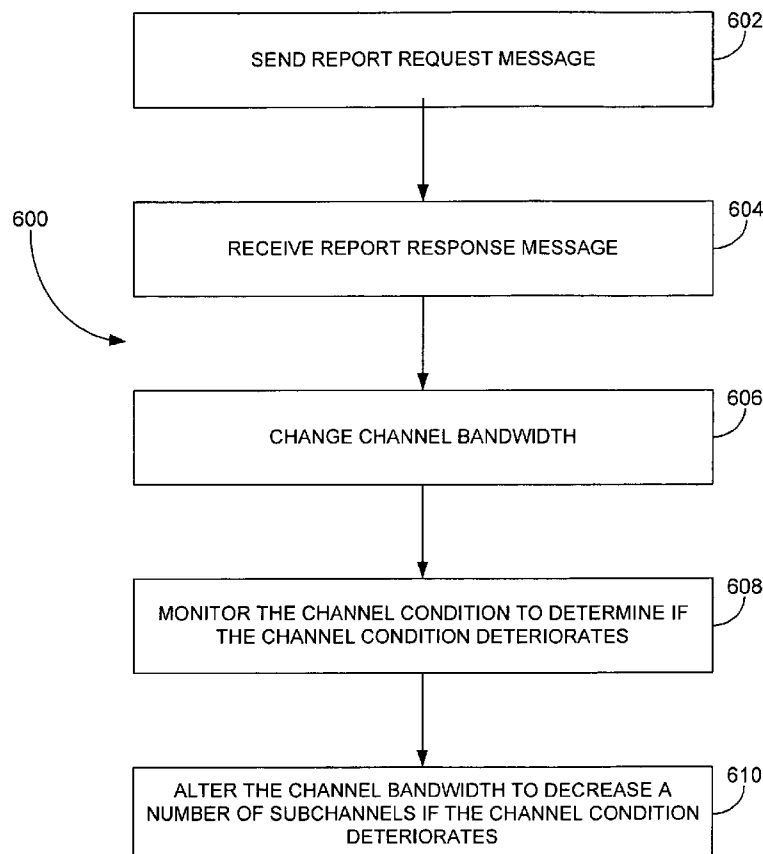 602
SEND REPORT REQUEST MESSAGE
604
600
RECEIVE REPORT RESPONSE MESSAGE
606
CHANGE CHANNEL BANDWIDTH
608
MONITOR THE CHANNEL CONDITION TO DETERMINE IF
THE CHANNEL CONDITION DETERIORATES
610
ALTER THE CHANNEL BANDWIDTH TO DECREASE A
NUMBER OF SUBCHANNELS IF THE CHANNEL CONDITION
DETERIORATES